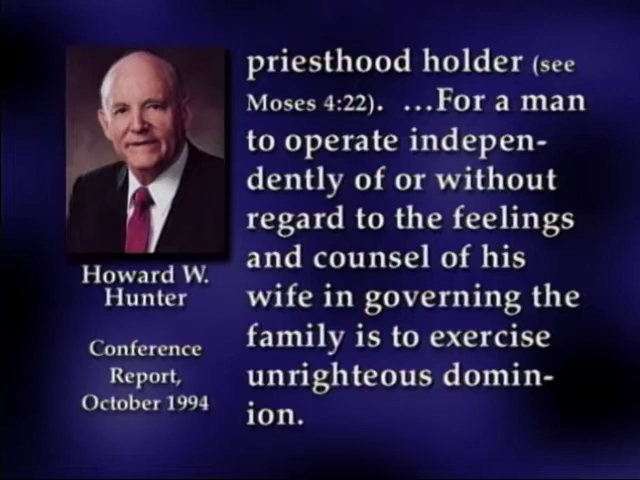 priesthood holder (see
Moses 4:22).  …For a man
to operate indepen-
dently of or without
regard to the feelings
and counsel of his
wife in governing the
family is to exercise
unrighteous domin-
ion.
Howard W.
Hunter
Conference
Report,
October 1994